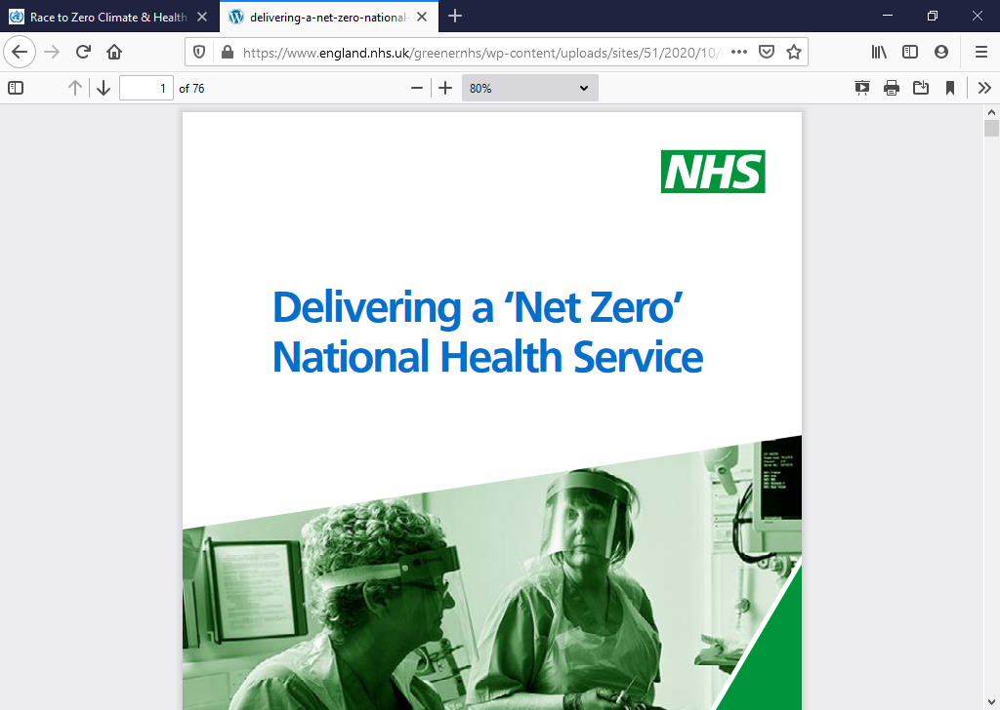 Race to Zero Climate & Health
delivering-a-net-zero-national-
https://www.england.nhs.uk/greenernhs/wp-content/uploads/sites/51/2020/10/
1 of 76
80%
NHS
Delivering a ‘Net Zero’
National Health Service